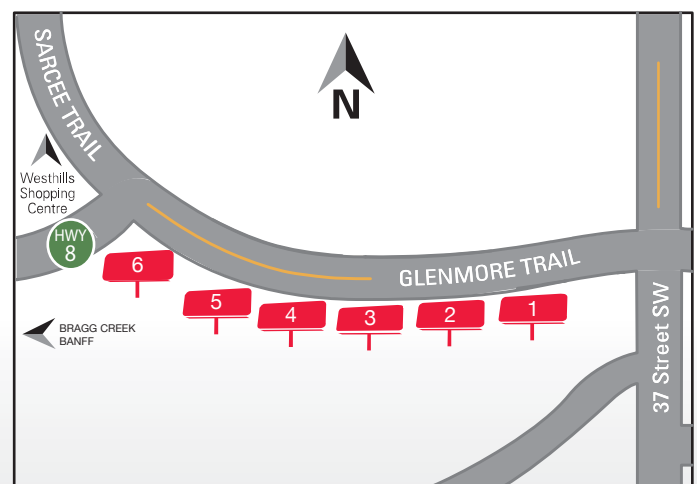 SARCEE TRAIL
N
Westhills
Shopping
Centre
HWY
8
6
GLENMORE TRAIL
5
4
3
2
1
BRAGG CREEK
BANFF
37 Street SW